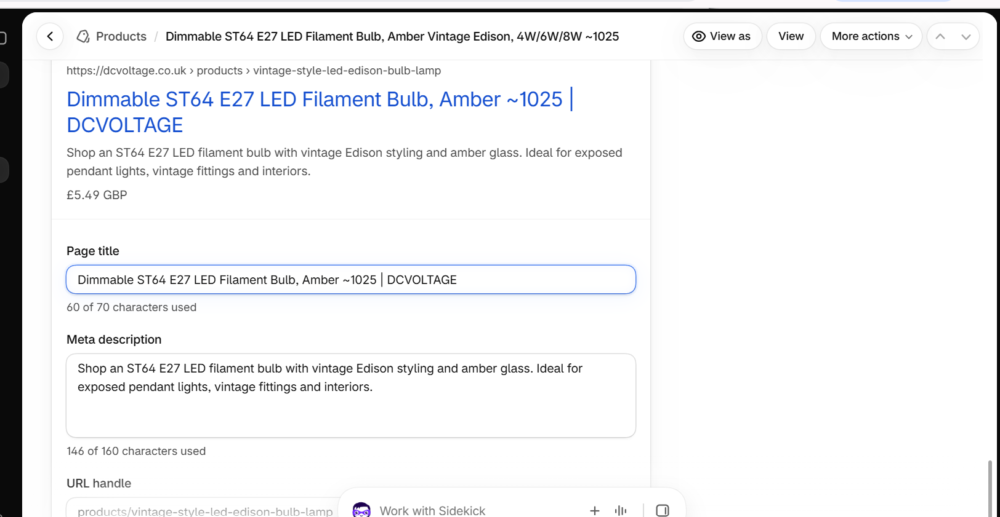 Products / Dimmable ST64 E27 LED Filament Bulb, Amber Vintage Edison, 4W/6W/8W ~1025
View as
View
More actions
https://dcvoltage.co.uk › products › vintage-style-led-edison-bulb-lamp
Dimmable ST64 E27 LED Filament Bulb, Amber ~1025 |
DCVOLTAGE
Shop an ST64 E27 LED filament bulb with vintage Edison styling and amber glass. Ideal for exposed
pendant lights, vintage fittings and interiors.
£5.49 GBP
Page title
Dimmable ST64 E27 LED Filament Bulb, Amber ~1025 | DCVOLTAGE
60 of 70 characters used
Meta description
Shop an ST64 E27 LED filament bulb with vintage Edison styling and amber glass. Ideal for
exposed pendant lights, vintage fittings and interiors.
146 of 160 characters used
URL handle
products/vintage-style-led-edison-bulb-lamp
Work with Sidekick